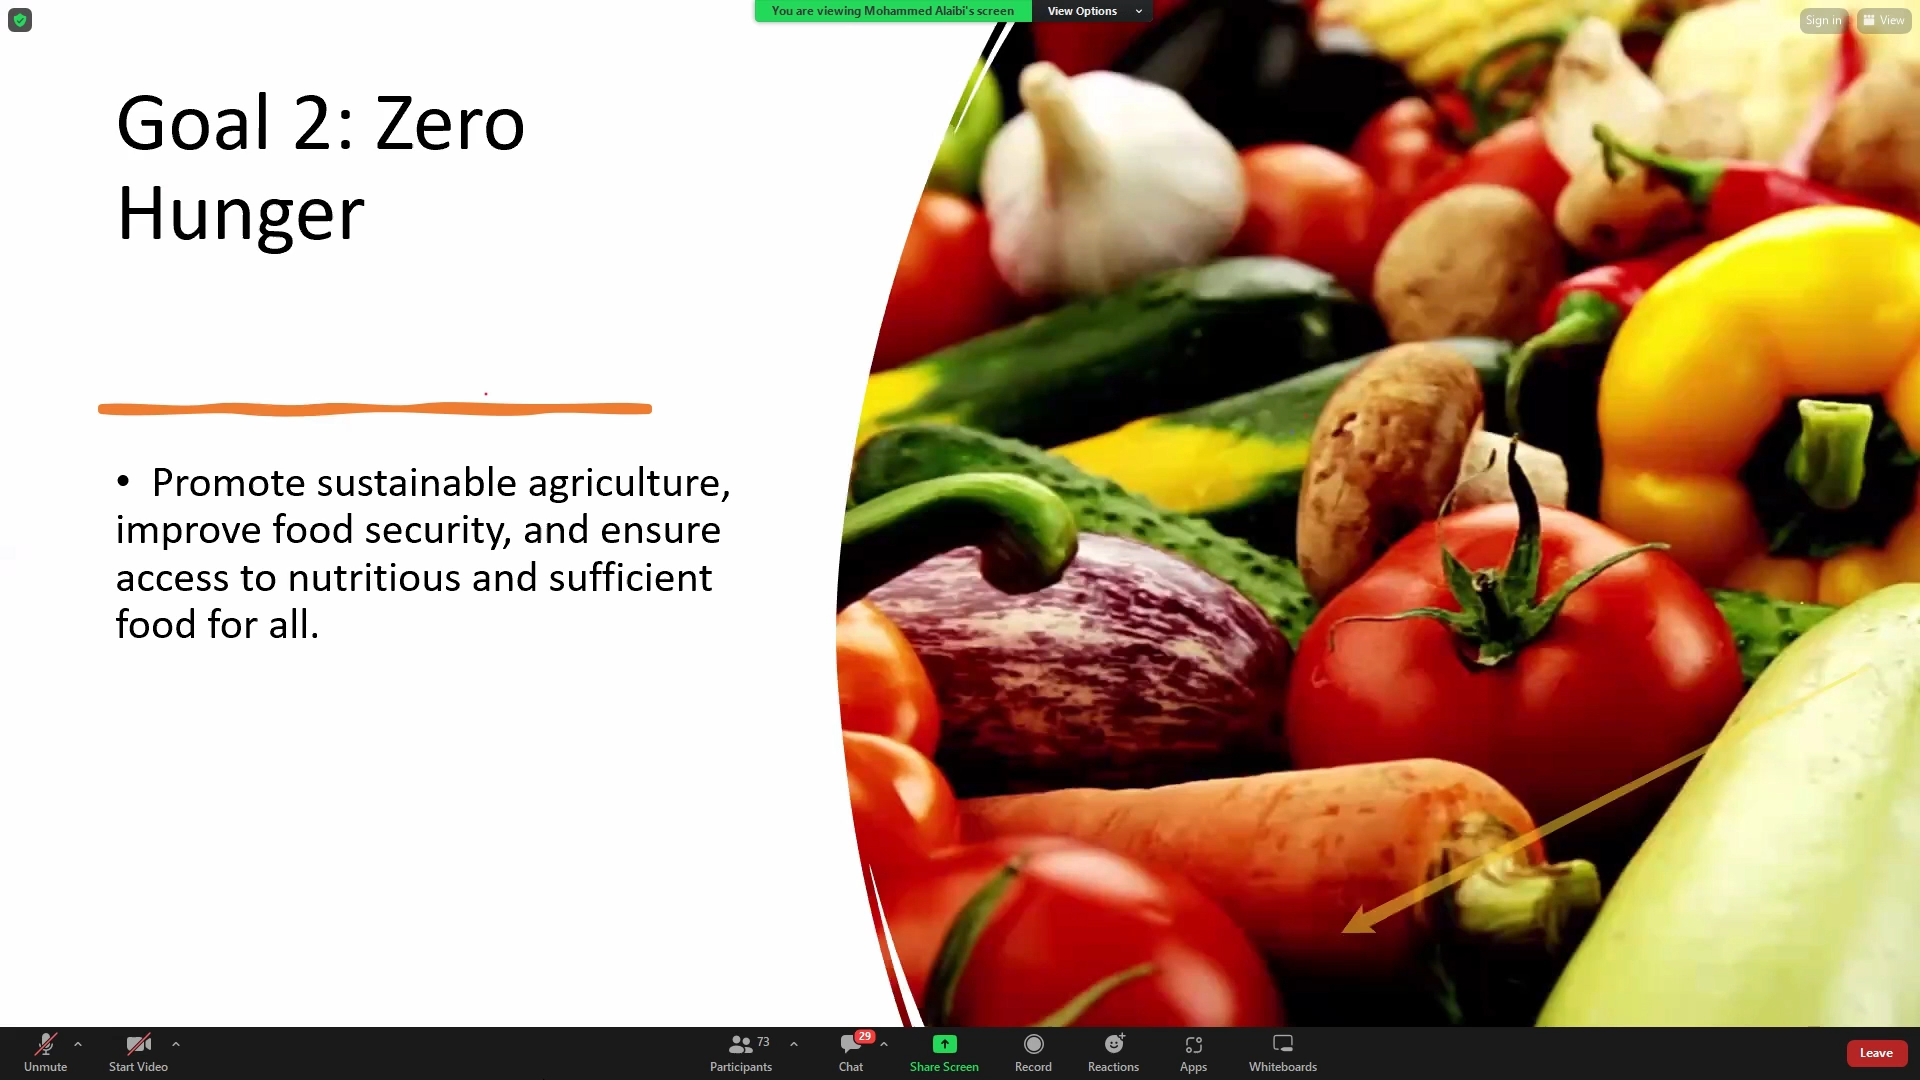 You are viewing Mohammed Alaibi's screen
View Options
Sign in
View
Goal 2: Zero
Hunger
• Promote sustainable agriculture,
improve food security, and ensure
access to nutritious and sufficient
food for all.
Unmute
Start Video
73
Participants
29
Chat
Share Screen
Record
Reactions
Apps
Whiteboards
Leave